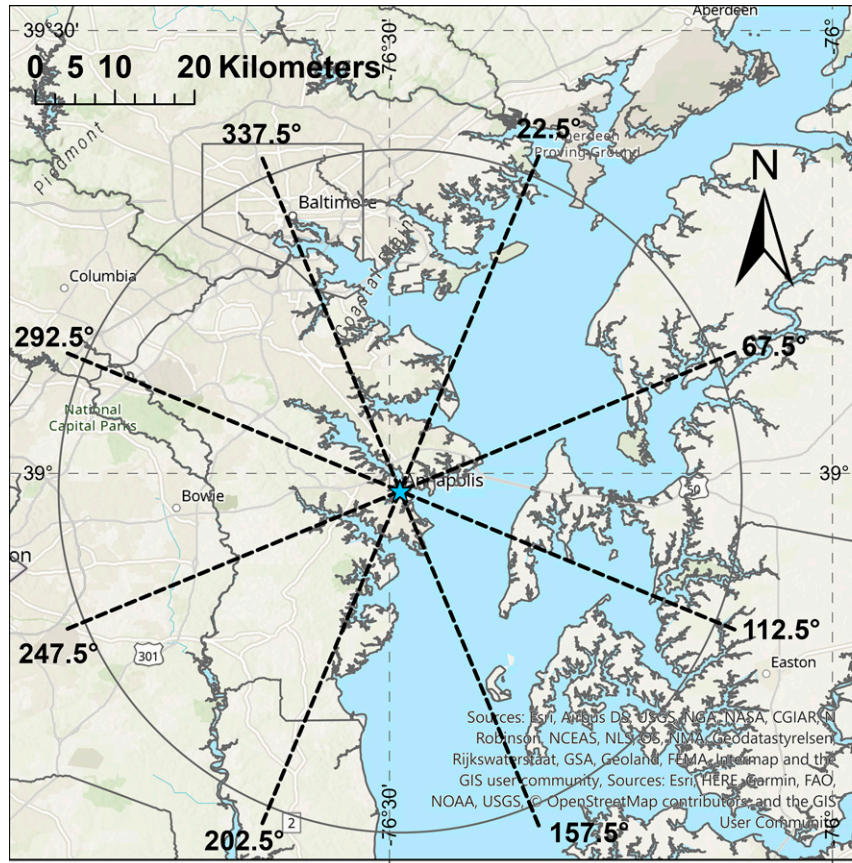 39°30'
-76°30'
-76°
Aberdeen
0 5 10 20 Kilometers
Piedmont
337.5°
22.5°
Aberdeen
Proving Ground
N
Baltimore
Coastal Plain
Columbia
292.5°
67.5°
National
Capital Parks
39°
39°
Annapolis
Bowie
50
on
247.5°
301
112.5°
Easton
Sources: Esri, Airbus DS, USGS, NGA, NASA, CGIAR, N
Robinson, NCEAS, NLS, OS, NMA, Geodatastyrelsen,
Rijkswaterstaat, GSA, Geoland, FEMA, Intermap and the
GIS user community, Sources: Esri, HERE, Garmin, FAO,
NOAA, USGS, © OpenStreetMap contributors, and the GIS
User Community
-76°30'
2
202.5°
157.5°